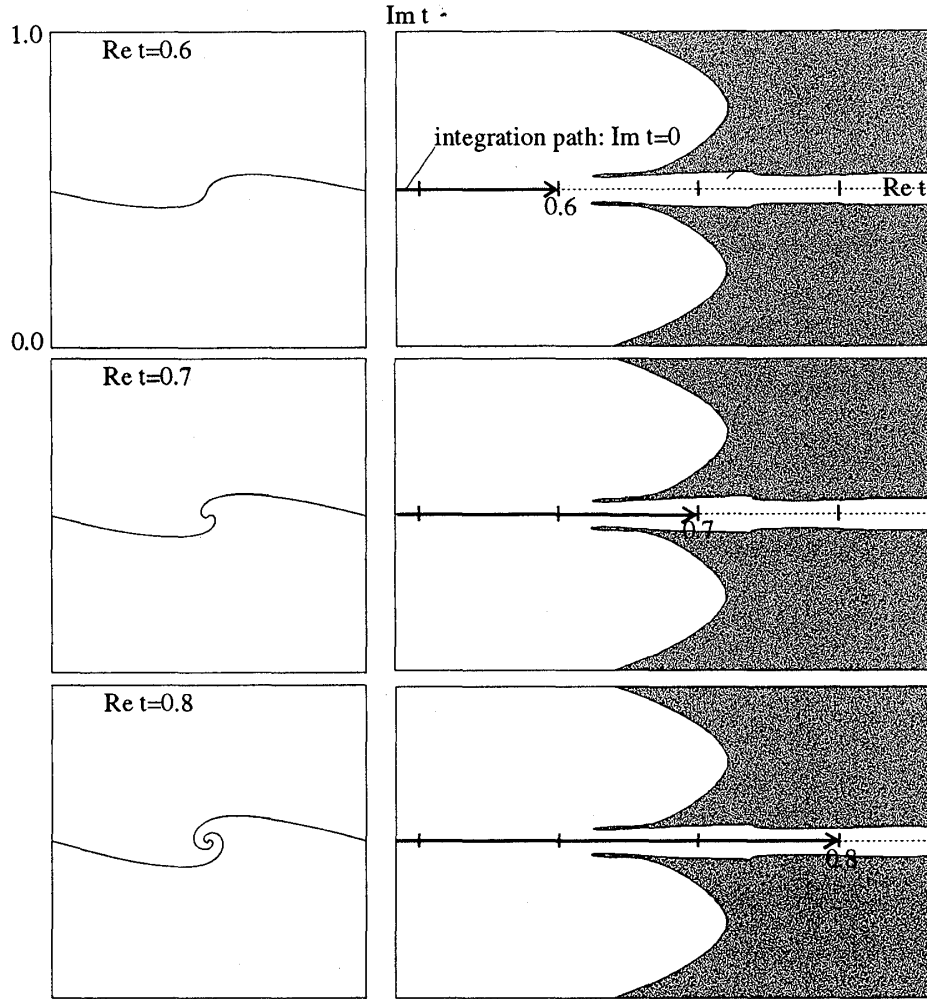 Im t
1.0
Re t=0.6
integration path: Im t=0
0.6
Re t
0.0
Re t=0.7
0.7
Re t=0.8
0.8